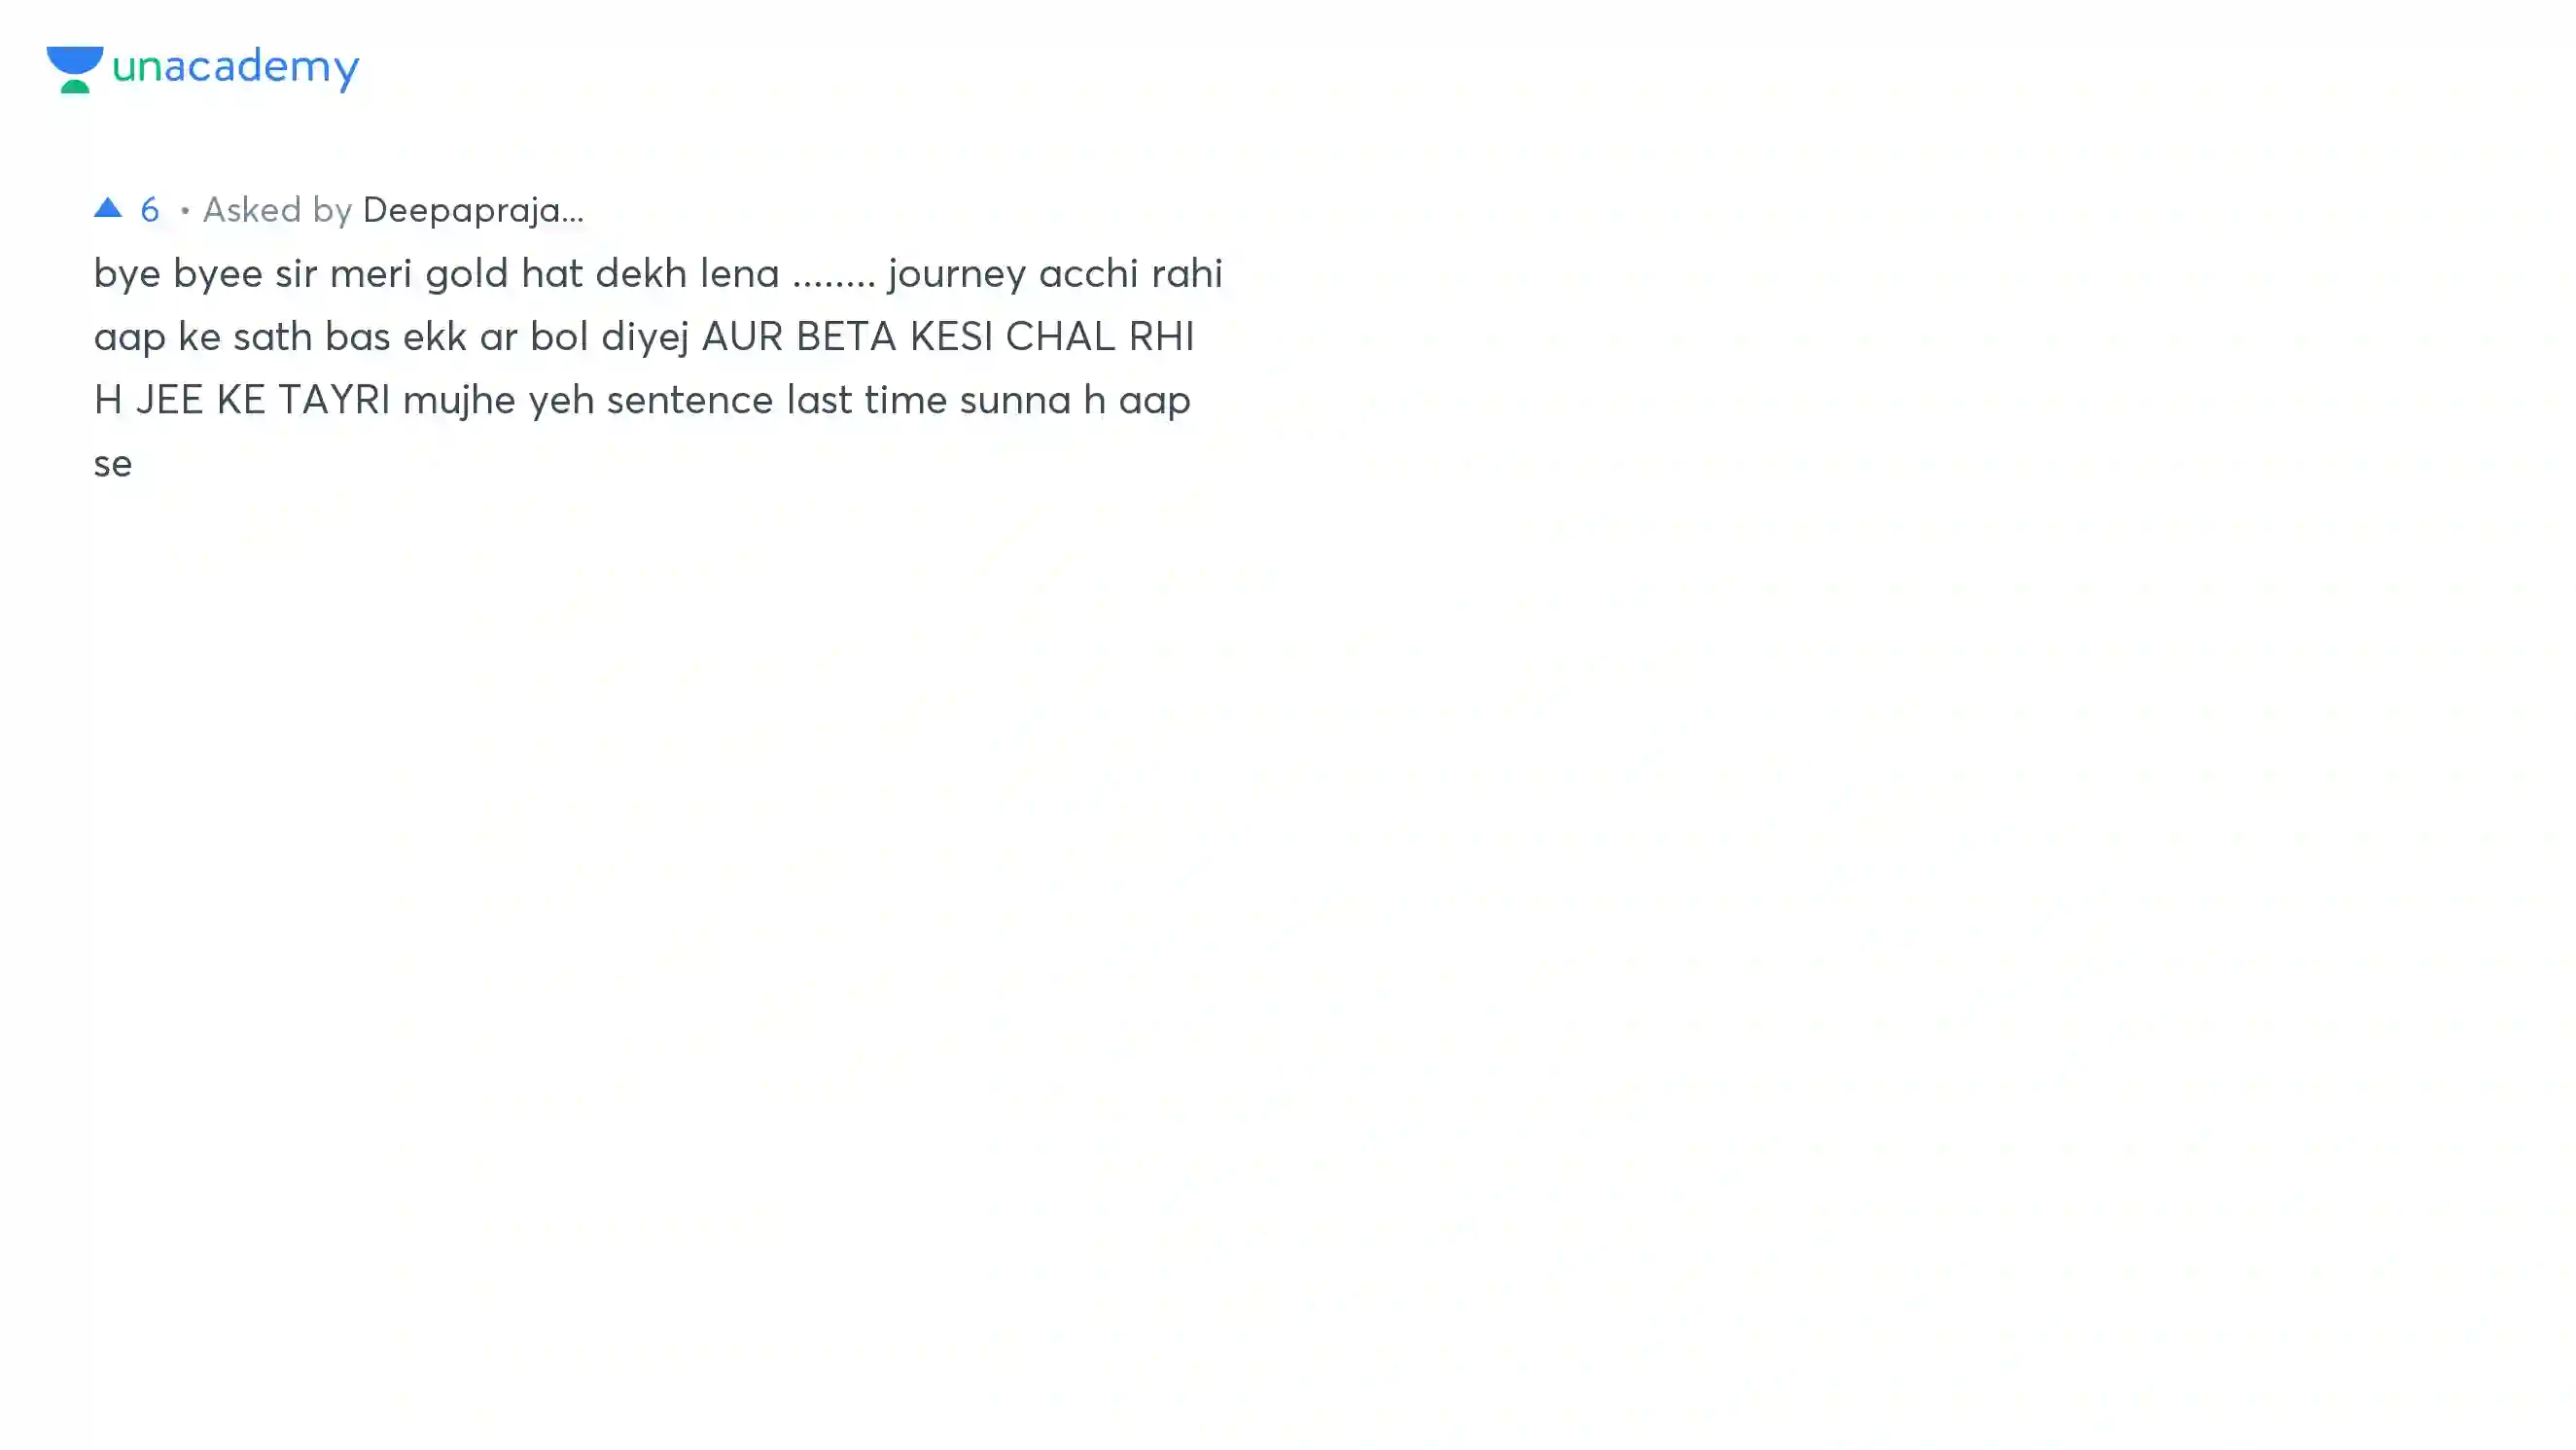 unacademy
▲ 6 • Asked by Deepapraja...
bye byee sir meri gold hat dekh lena ........ journey acchi rahi
aap ke sath bas ekk ar bol diyej AUR BETA KESI CHAL RHI
H JEE KE TAYRI mujhe yeh sentence last time sunna h aap
se